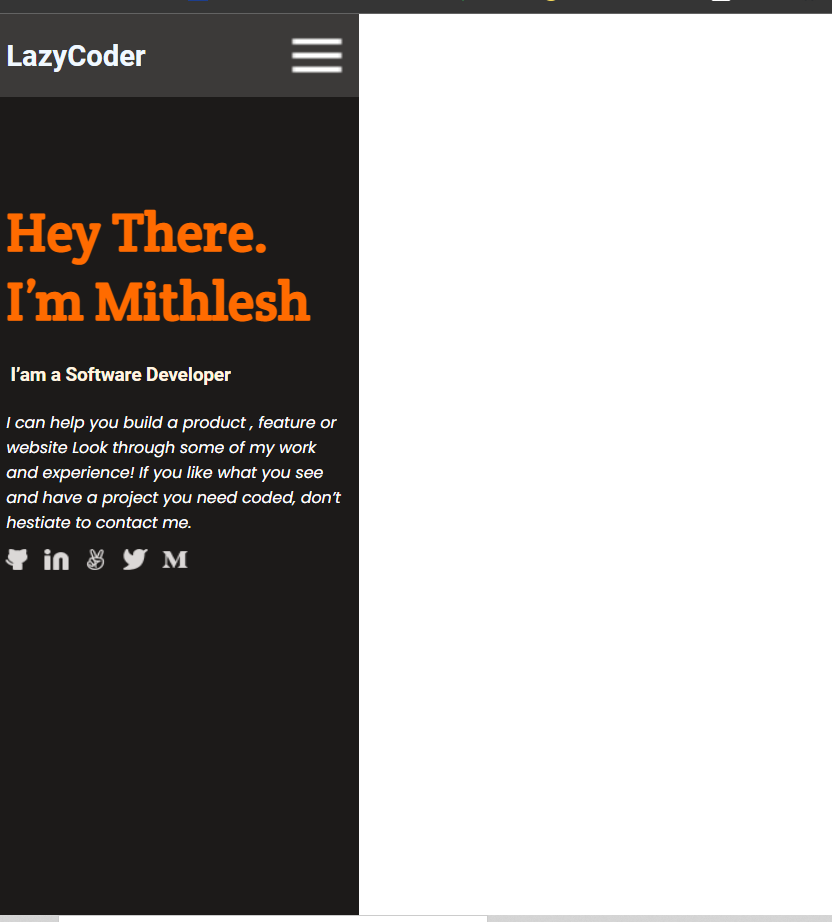 LazyCoder
Hey There.
I’m Mithlesh
I’am a Software Developer
I can help you build a product , feature or
website Look through some of my work
and experience! If you like what you see
and have a project you need coded, don’t
hestiate to contact me.